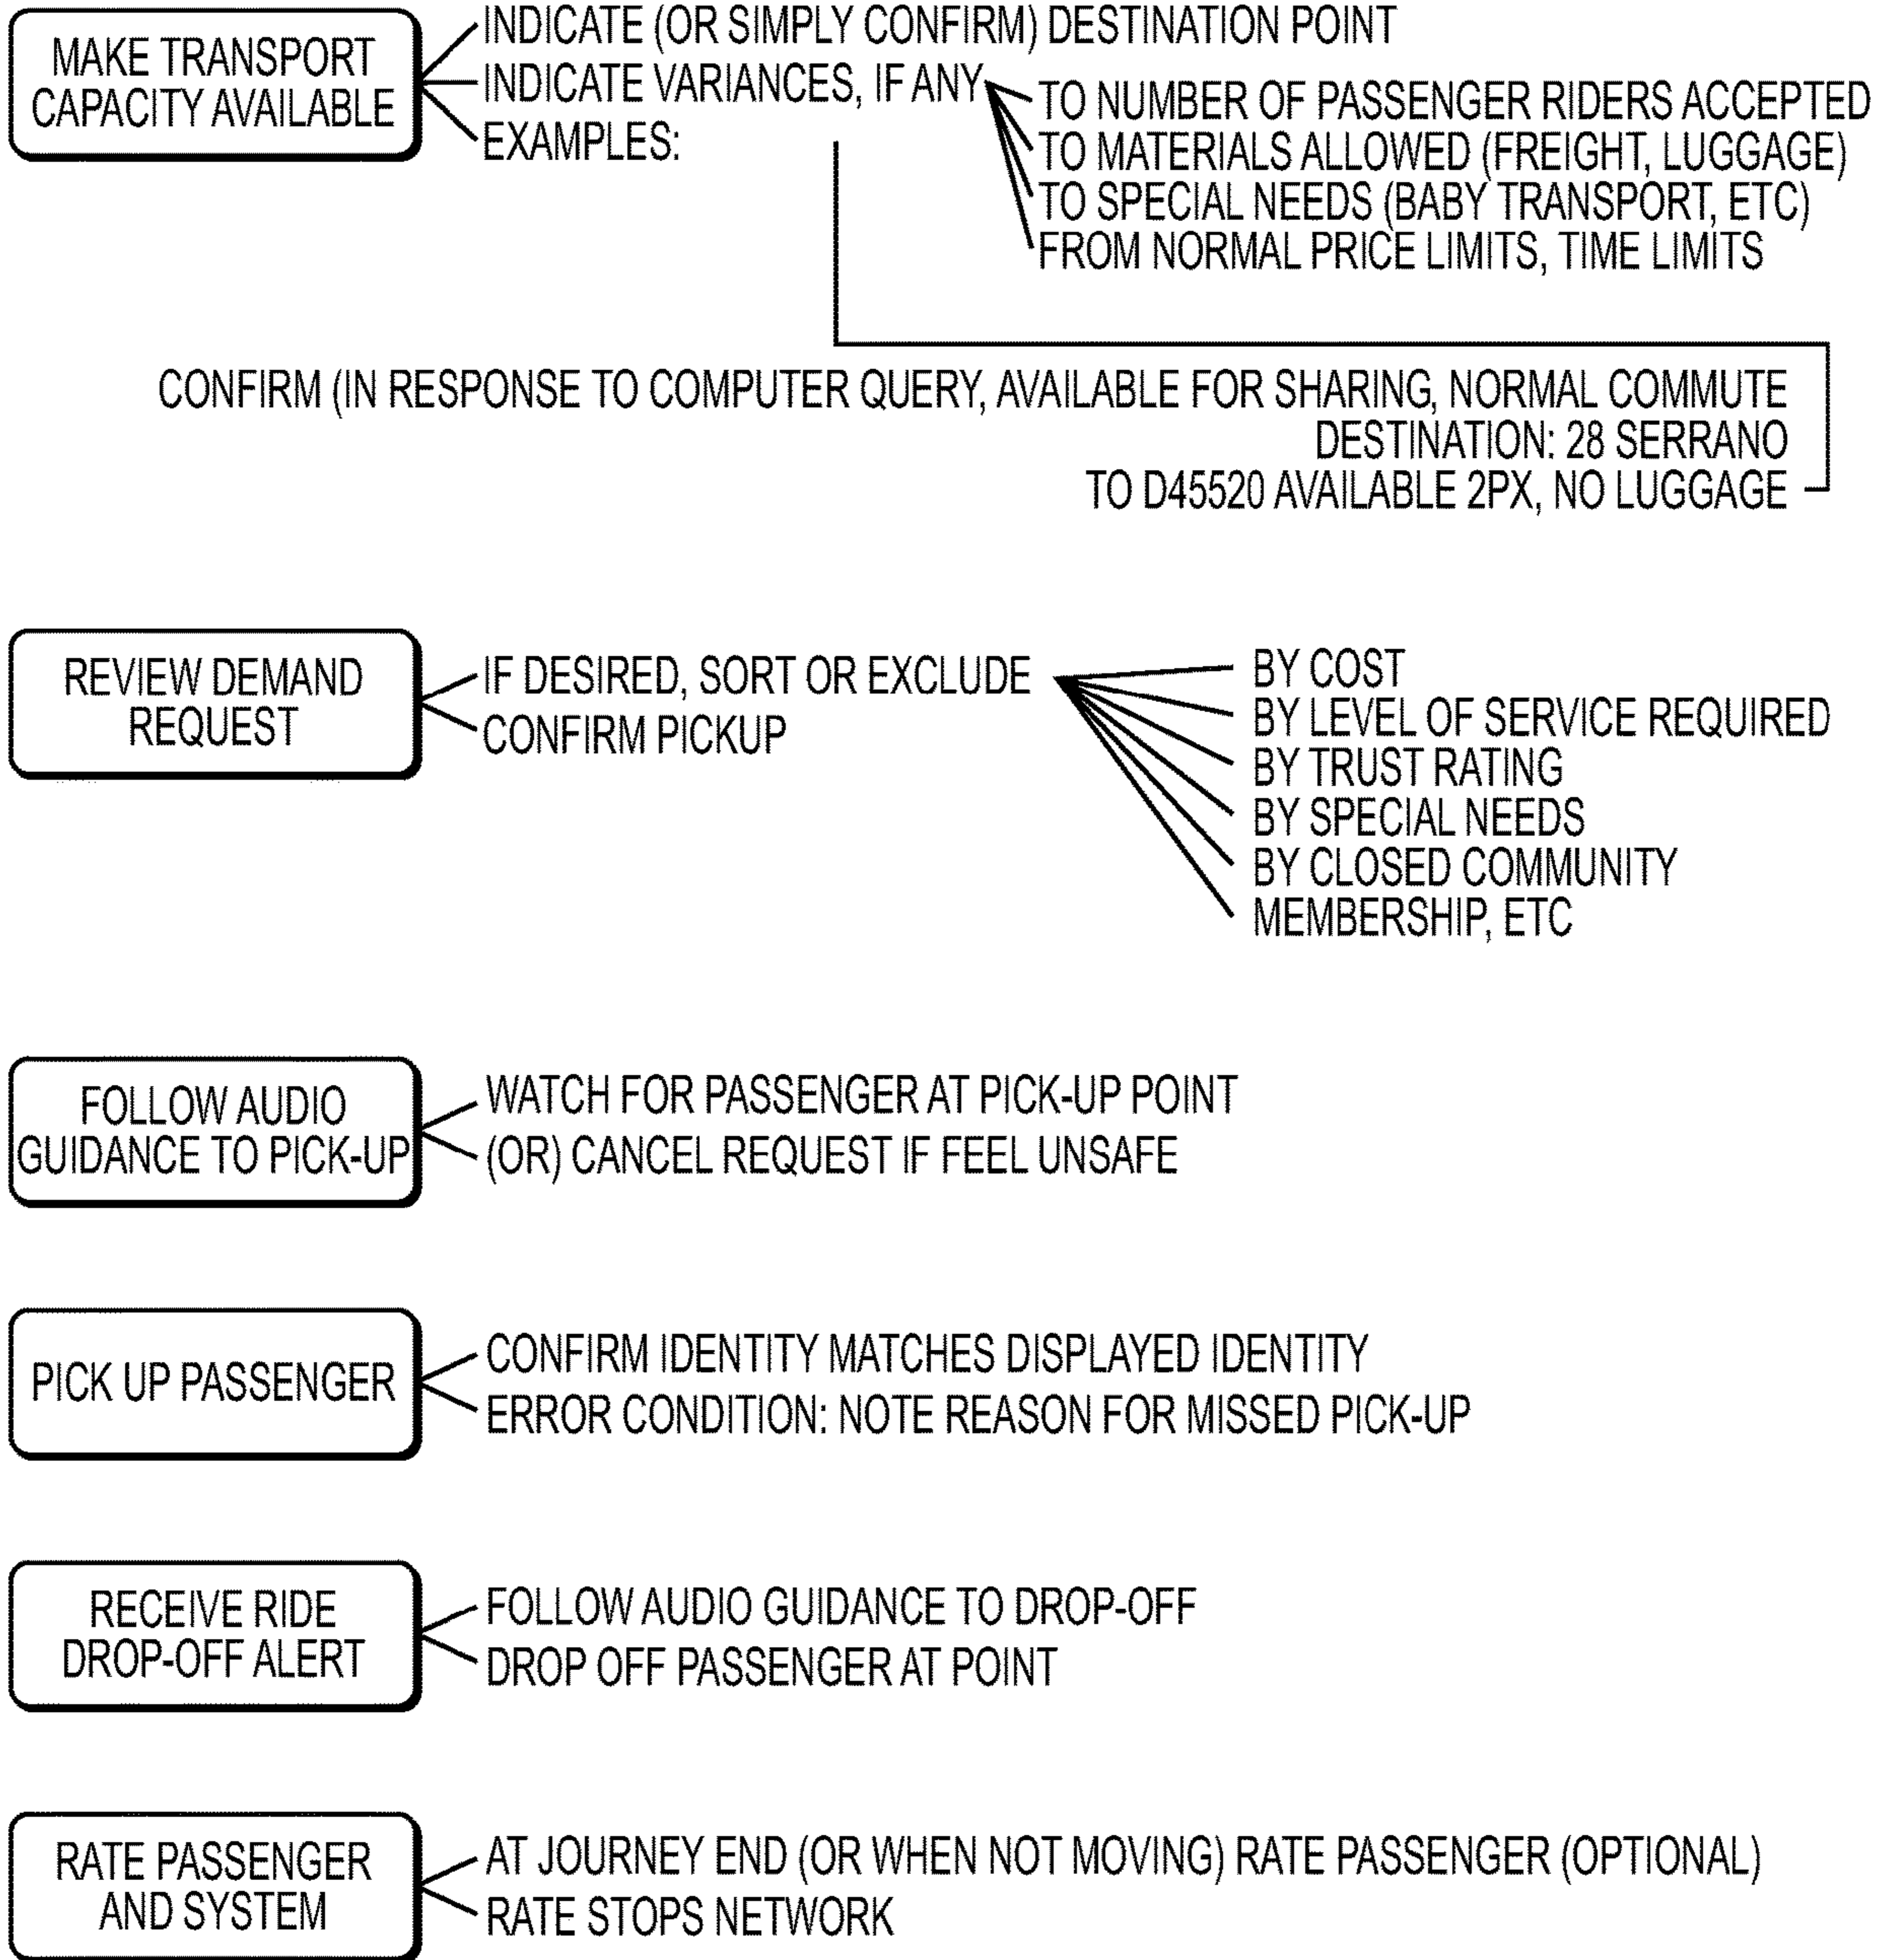 MAKE TRANSPORT
CAPACITY AVAILABLE
INDICATE (OR SIMPLY CONFIRM) DESTINATION POINT
INDICATE VARIANCES, IF ANY
TO NUMBER OF PASSENGER RIDERS ACCEPTED
TO MATERIALS ALLOWED (FREIGHT, LUGGAGE)
TO SPECIAL NEEDS (BABY TRANSPORT, ETC)
FROM NORMAL PRICE LIMITS, TIME LIMITS
EXAMPLES:
CONFIRM (IN RESPONSE TO COMPUTER QUERY, AVAILABLE FOR SHARING, NORMAL COMMUTE
DESTINATION: 28 SERRANO
TO D45520 AVAILABLE 2PX, NO LUGGAGE
REVIEW DEMAND
REQUEST
IF DESIRED, SORT OR EXCLUDE
CONFIRM PICKUP
BY COST
BY LEVEL OF SERVICE REQUIRED
BY TRUST RATING
BY SPECIAL NEEDS
BY CLOSED COMMUNITY
MEMBERSHIP, ETC
FOLLOW AUDIO
GUIDANCE TO PICK-UP
WATCH FOR PASSENGER AT PICK-UP POINT
(OR) CANCEL REQUEST IF FEEL UNSAFE
PICK UP PASSENGER
CONFIRM IDENTITY MATCHES DISPLAYED IDENTITY
ERROR CONDITION: NOTE REASON FOR MISSED PICK-UP
RECEIVE RIDE
DROP-OFF ALERT
FOLLOW AUDIO GUIDANCE TO DROP-OFF
DROP OFF PASSENGER AT POINT
RATE PASSENGER
AND SYSTEM
AT JOURNEY END (OR WHEN NOT MOVING) RATE PASSENGER (OPTIONAL)
RATE STOPS NETWORK